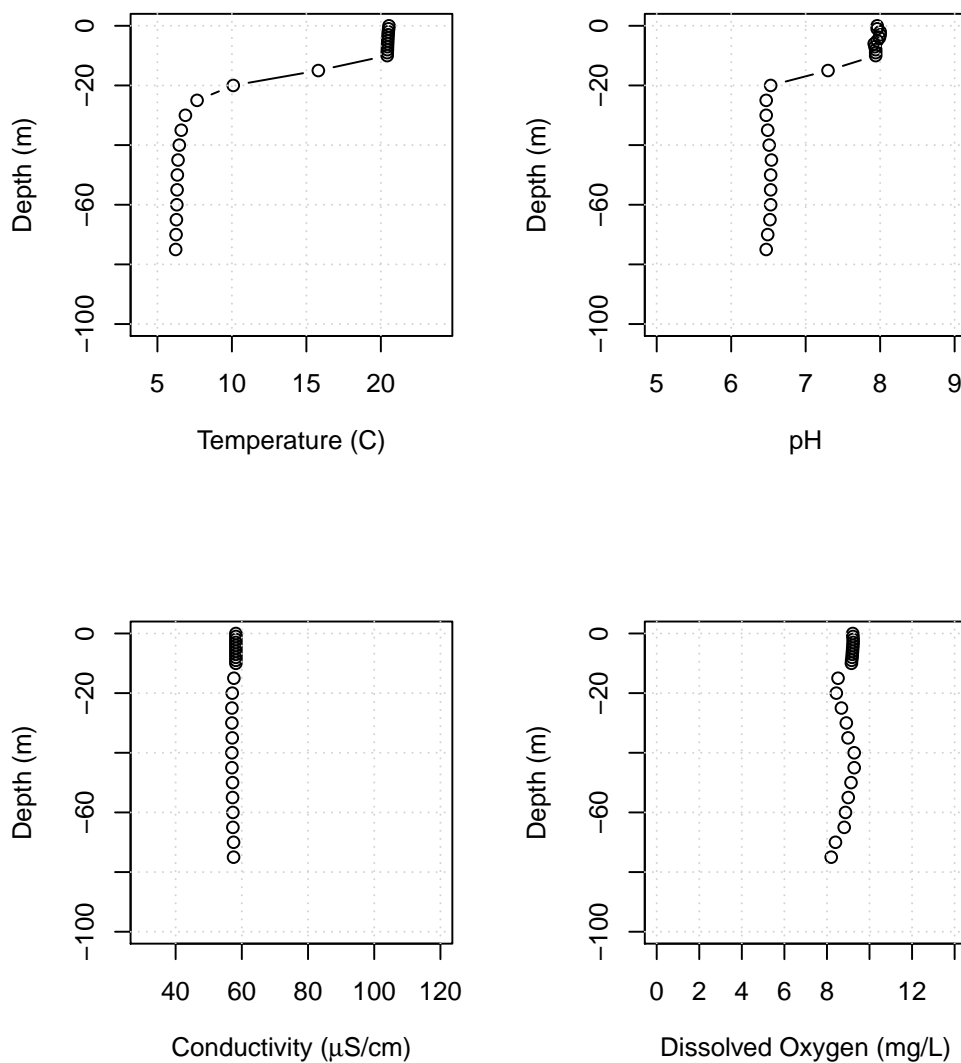 0
−20
−60
−100
Depth (m)
5 10 15 20
Temperature (C)
0
−20
−60
−100
Depth (m)
5 6 7 8 9
pH
0
−20
−60
−100
Depth (m)
40 60 80 100 120
Conductivity (μS/cm)
0
−20
−60
−100
Depth (m)
0 2 4 6 8 12
Dissolved Oxygen (mg/L)